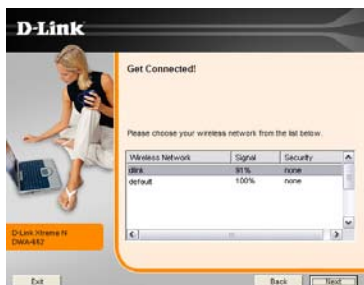 D-Link
Get Connected!
Please choose your wireless network from the list below.
Wireless Network Signal Security
dlink 91% none
default 100% none
D-Link Xtreme N
DWA-652
Exit Back Next